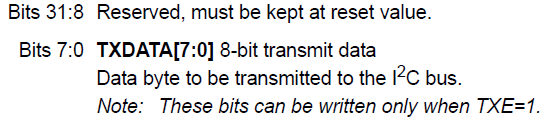 Bits 31:8 Reserved, must be kept at reset value.
Bits 7:0 TXDATA[7:0] 8-bit transmit data
Data byte to be transmitted to the I²C bus.
Note: These bits can be written only when TXE=1.